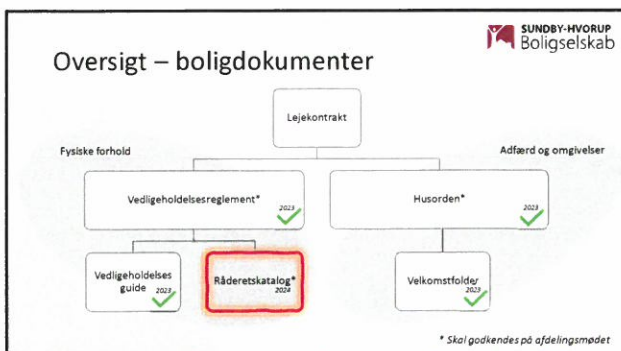 SUNDBY-HVORUP
Boligselskab
Oversigt – boligdokumenter
Lejekontrakt
Fysiske forhold
Adfærd og omgivelser
Vedligeholdelsesreglement*
2023
Husorden*
2023
Vedligeholdelses
guide
2023
Råderetskatalog*
2024
Velkomstfolder
2023
* Skal godkendes på afdelingsmødet